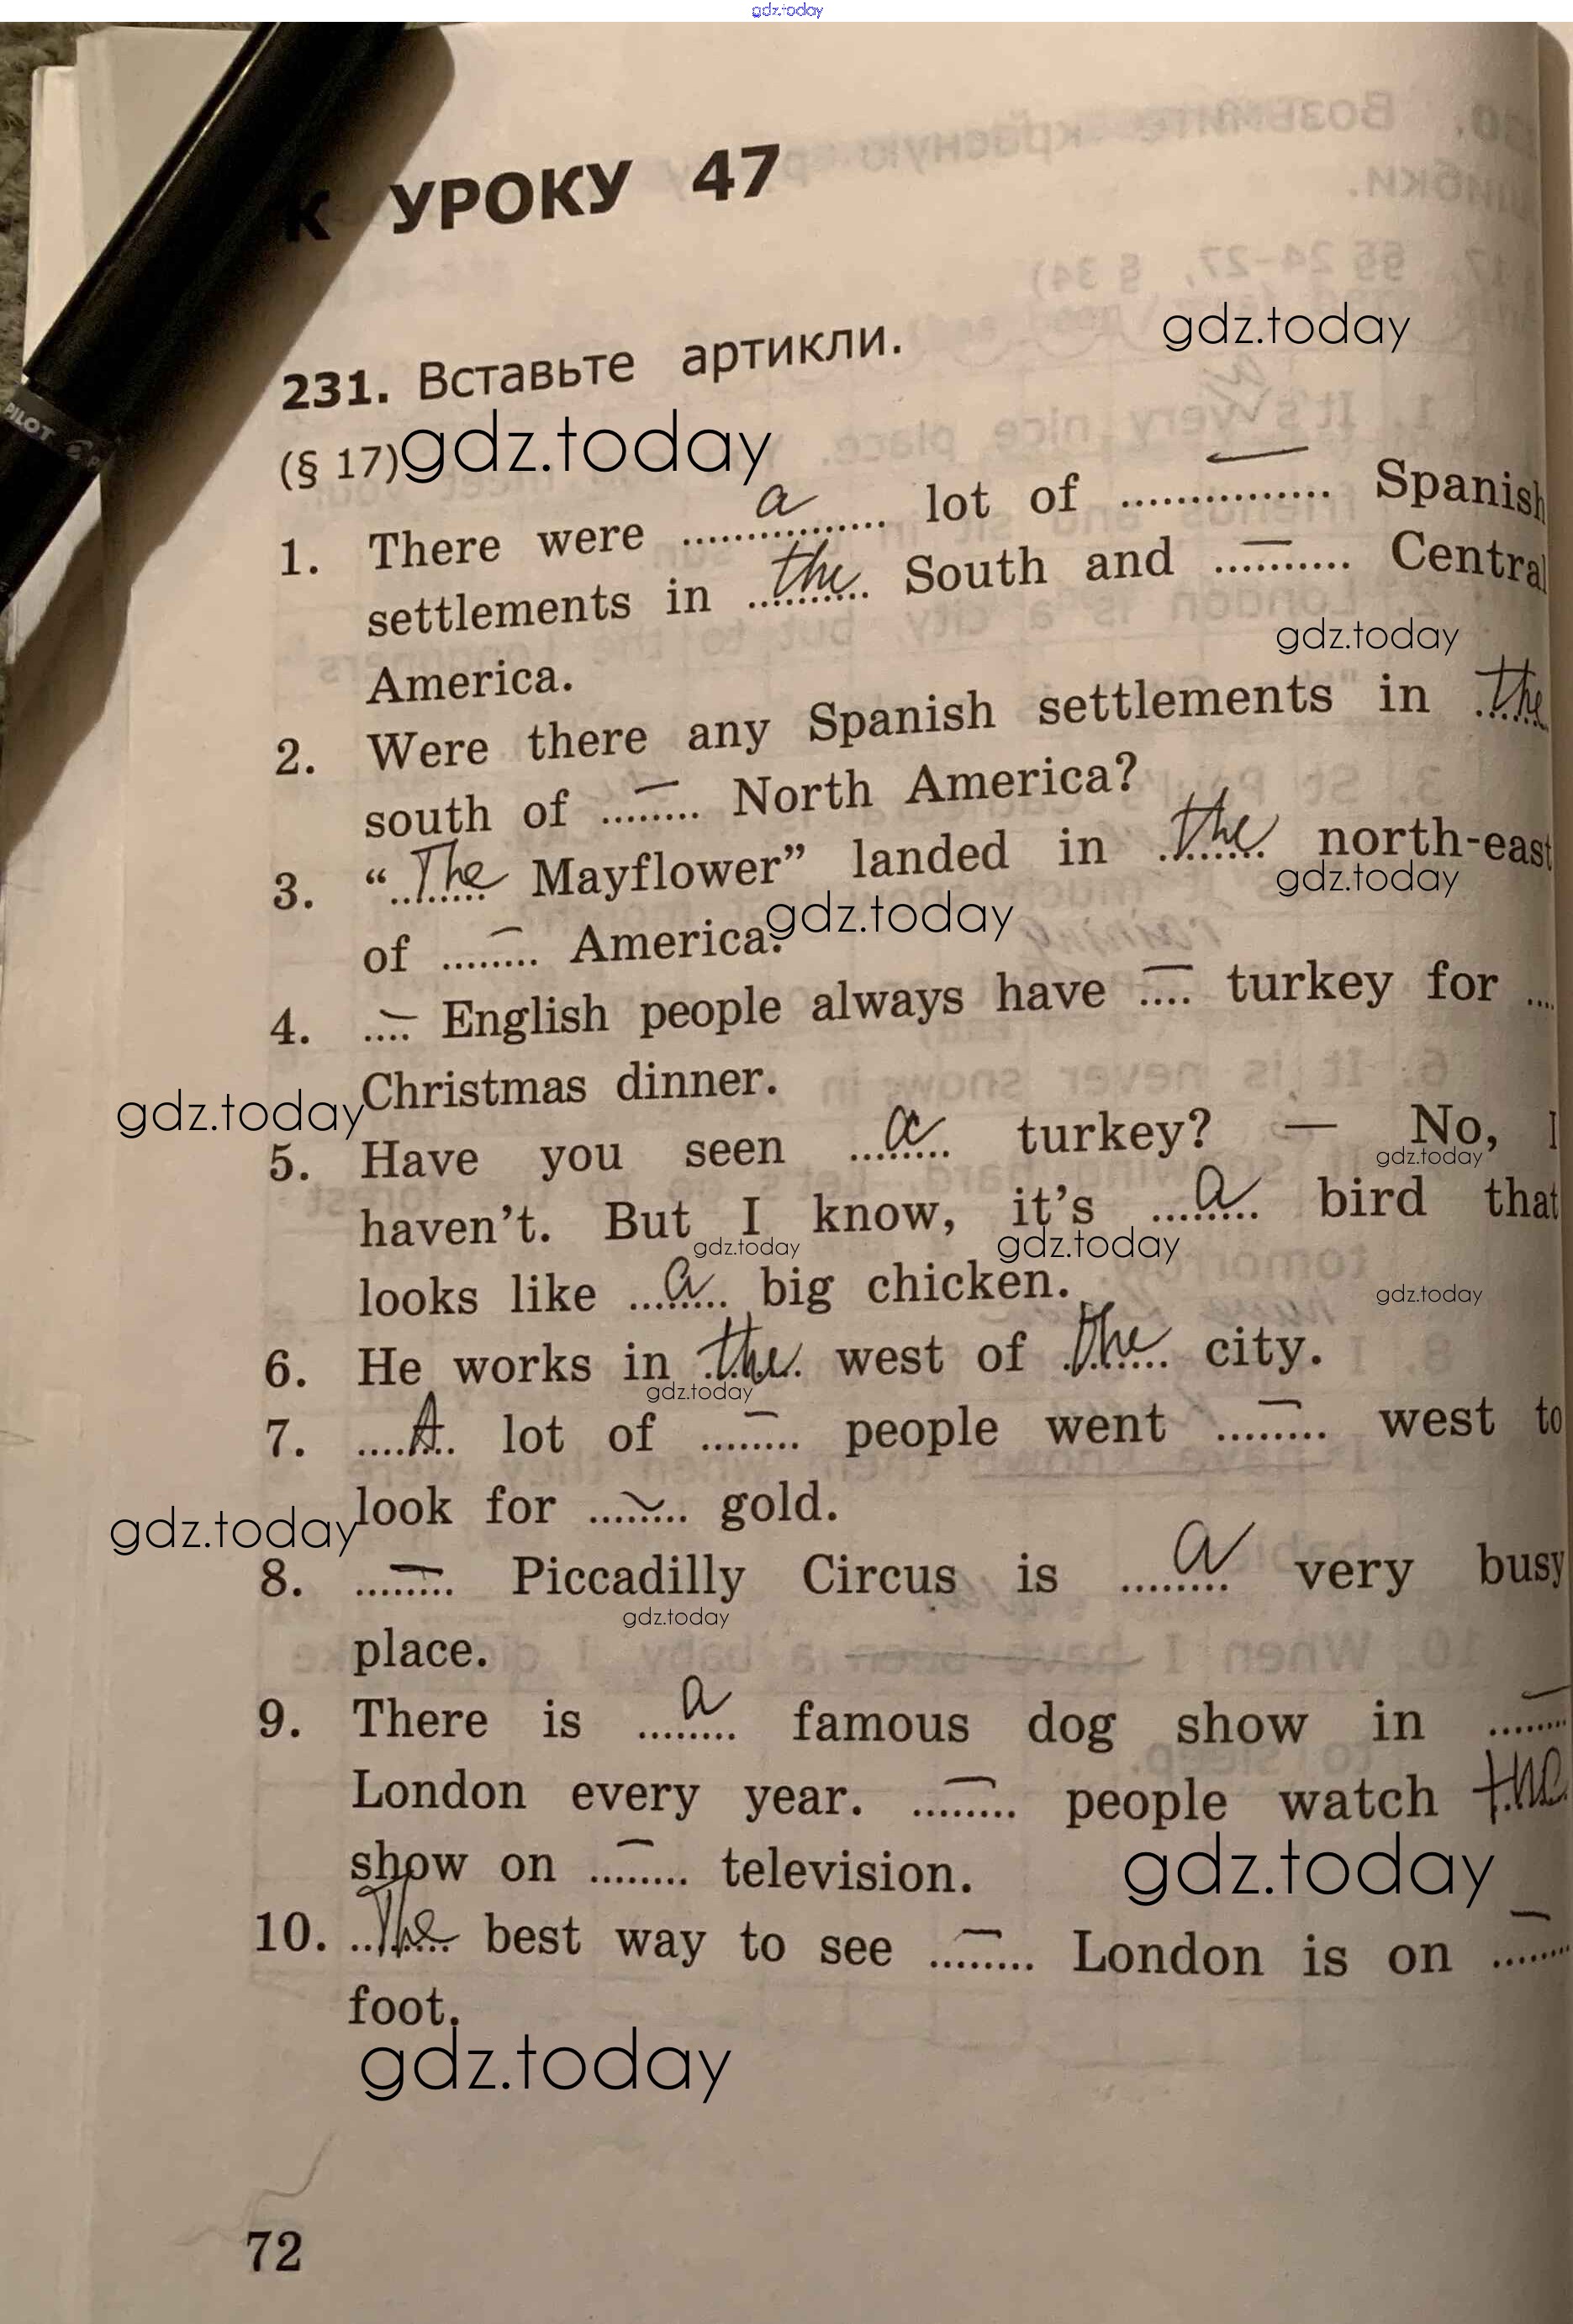 gdz.today
К УРОКУ 47
231. Вставьте артикли.
gdz.today
(§ 17)
gdz.today
1. There were ...a... lot of ...—... Spanish
settlements in ...the... South and ...—... Central
gdz.today
America.
2. Were there any Spanish settlements in ...the
south of ...—... North America?
3. “...The... Mayflower” landed in ...the... north-east
gdz.today
of ...—... America.
gdz.today
4. ...—... English people always have ...—... turkey for ....
Christmas dinner.
gdz.today
5. Have you seen ...a... turkey? — No, I
gdz.today
haven’t. But I know, it’s ...a... bird that
gdz.today
gdz.today
looks like ...a... big chicken.
gdz.today
6. He works in ...the... west of ...the... city.
gdz.today
7. ...A... lot of ...—... people went ...—... west to
look for ...—... gold.
gdz.today
8. ...—... Piccadilly Circus is ...a... very busy
gdz.today
place.
9. There is ...a... famous dog show in ...—...
London every year. ...—... people watch the
show on ...—... television.
gdz.today
10. ...The... best way to see ...—... London is on ...—...
foot.
gdz.today
72
PILOT